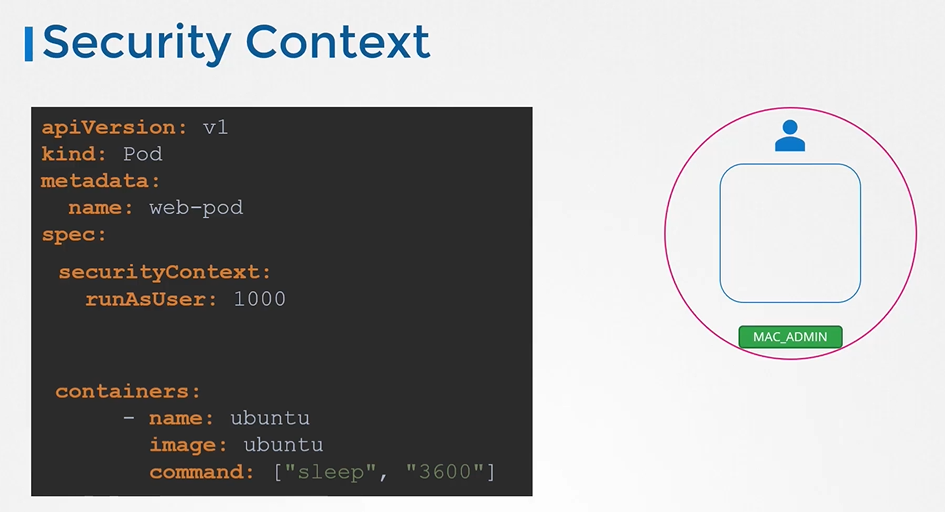 Security Context
apiVersion: v1
kind: Pod
metadata:
  name: web-pod
spec:
  securityContext:
    runAsUser: 1000
  containers:
      - name: ubuntu
        image: ubuntu
        command: ["sleep", "3600"]
MAC_ADMIN